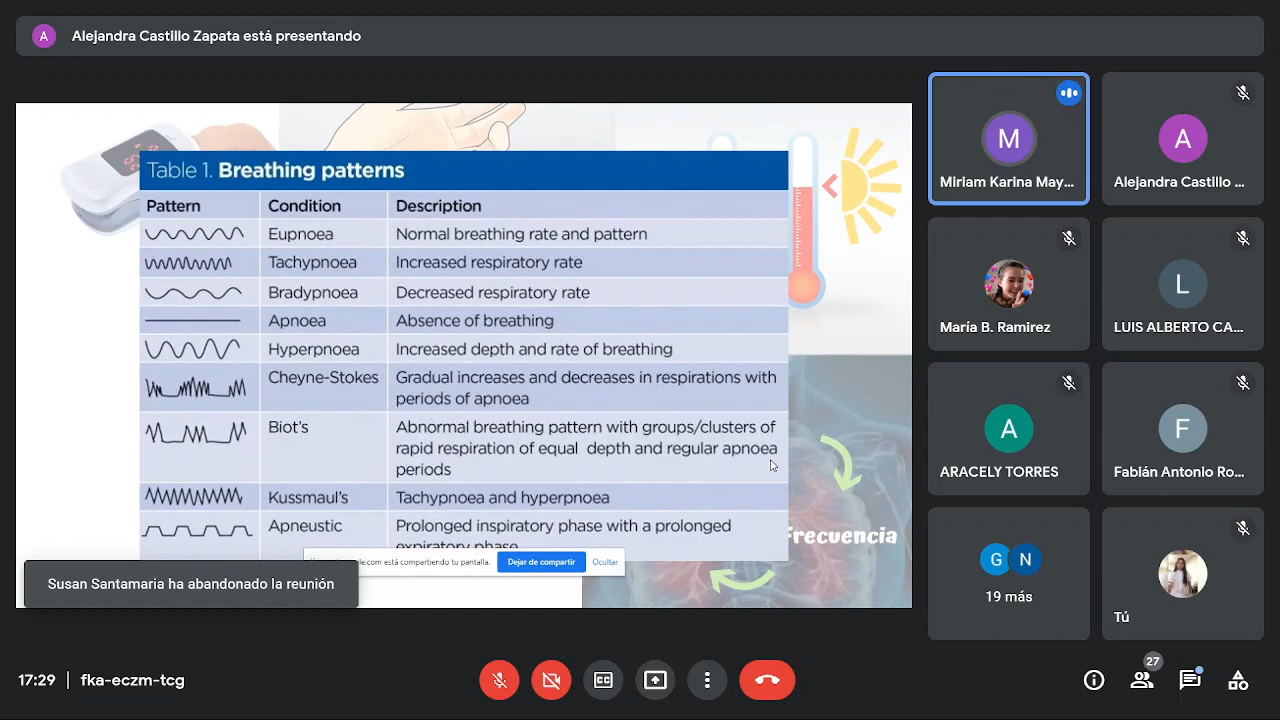 A Alejandra Castillo Zapata está presentando
Table 1. Breathing patterns
Pattern Condition Description
Eupnoea Normal breathing rate and pattern
Tachypnoea Increased respiratory rate
Bradypnoea Decreased respiratory rate
Apnoea Absence of breathing
Hyperpnoea Increased depth and rate of breathing
Cheyne-Stokes Gradual increases and decreases in respirations with
periods of apnoea
Biot's Abnormal breathing pattern with groups/clusters of
rapid respiration of equal depth and regular apnoea
periods
Kussmaul's Tachypnoea and hyperpnoea
Apneustic Prolonged inspiratory phase with a prolonged
expiratory phase
Frecuencia
está compartiendo tu pantalla. Dejar de compartir Ocultar
Susan Santamaria ha abandonado la reunión
M
Miriam Karina May...
A
Alejandra Castillo ...
María B. Ramirez
L
LUIS ALBERTO CA...
A
ARACELY TORRES
F
Fabián Antonio Ro...
G N
19 más
Tú
17:29 | fka-eczm-tcg
27